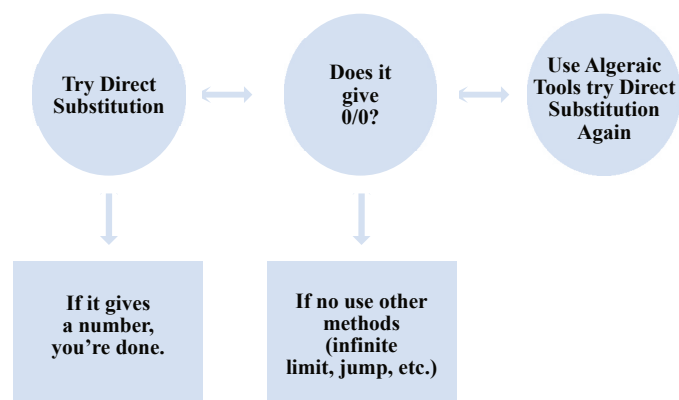 Try Direct
Substitution
Does it
give
0/0?
Use Algeraic
Tools try Direct
Substitution
Again
If it gives
a number,
you're done.
If no use other
methods
(infinite
limit, jump, etc.)